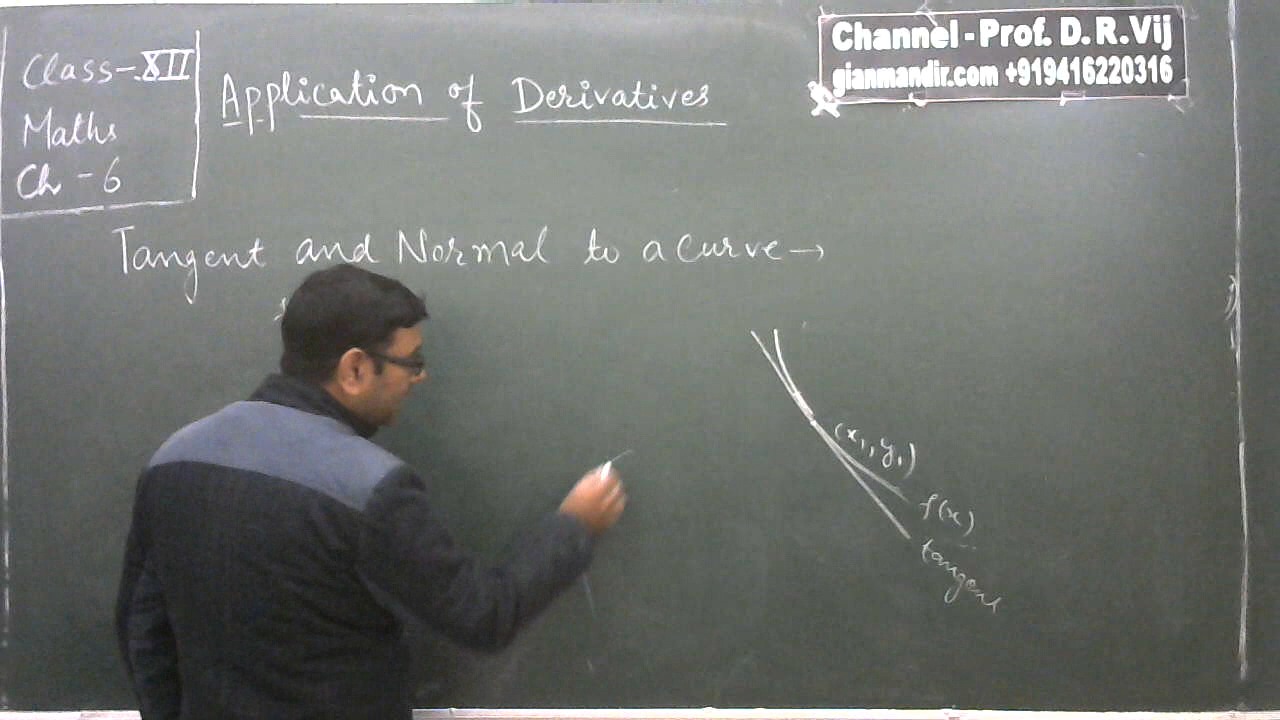 Class-XII
Maths
Ch-6
Application of Derivatives
Channel - Prof. D. R. Vij
gianmandir.com +919416220316
Tangent and Normal to a curve→
(x₁, y₁)
f(x)
tangent